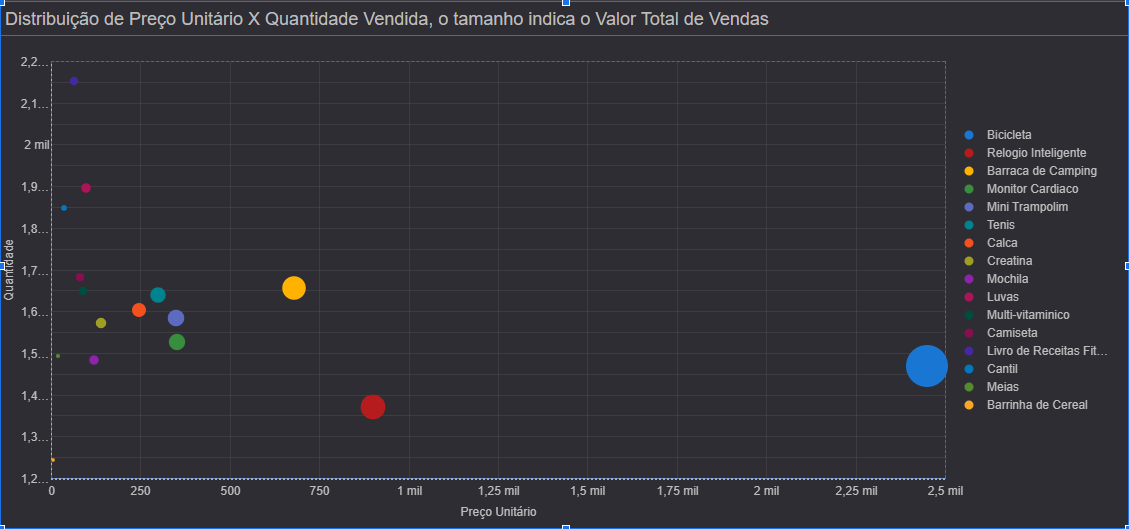 Distribuição de Preço Unitário X Quantidade Vendida, o tamanho indica o Valor Total de Vendas
2,2...
2,1...
2 mil
1,9...
1,8...
1,7...
1,6...
1,5...
1,4...
1,3...
1,2...
Quantidade
0
250
500
750
1 mil
1,25 mil
1,5 mil
1,75 mil
2 mil
2,25 mil
2,5 mil
Preço Unitário
Bicicleta
Relogio Inteligente
Barraca de Camping
Monitor Cardiaco
Mini Trampolim
Tenis
Calca
Creatina
Mochila
Luvas
Multi-vitaminico
Camiseta
Livro de Receitas Fit...
Cantil
Meias
Barrinha de Cereal